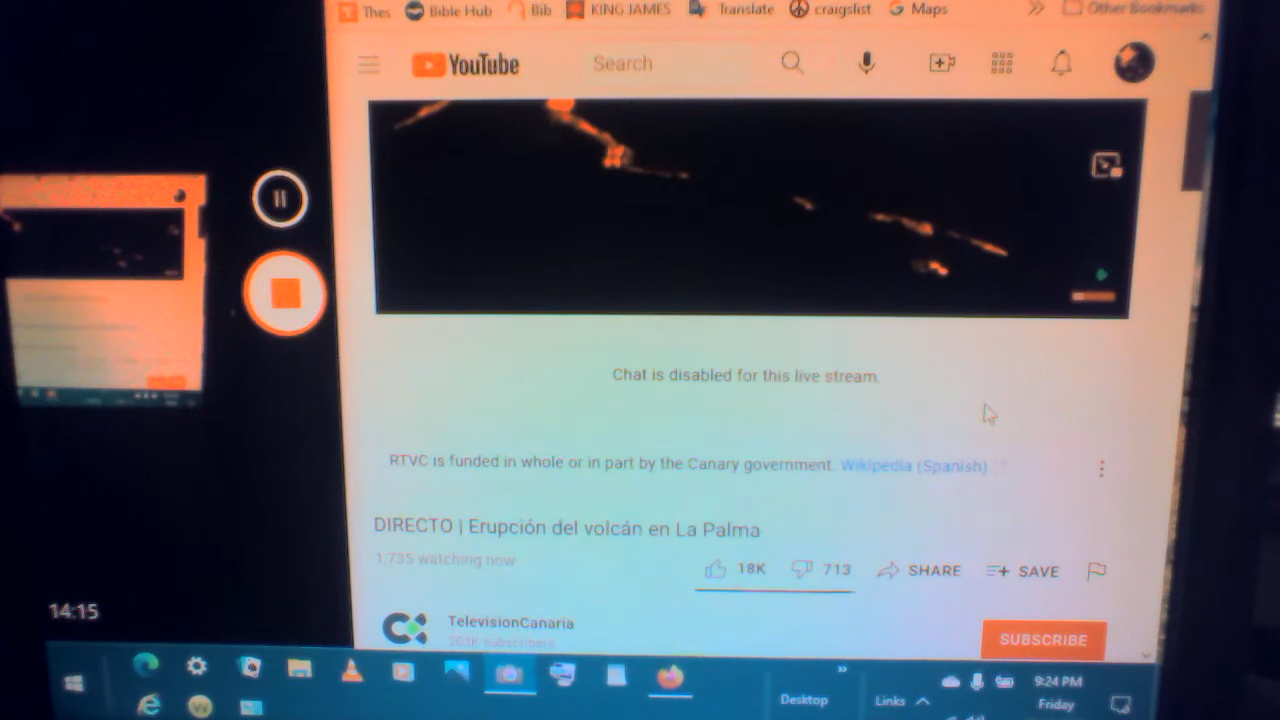 Thes Bible Hub Bib KING JAMES Translate craigslist Maps Other Bookmarks
YouTube Search
Chat is disabled for this live stream.
RTVC is funded in whole or in part by the Canary government. Wikipedia (Spanish)
DIRECTO | Erupción del volcán en La Palma
1,735 watching now
18K 713 SHARE SAVE
14:15
TelevisionCanaria
203K subscribers
SUBSCRIBE
9:24 PM
Desktop Links Friday